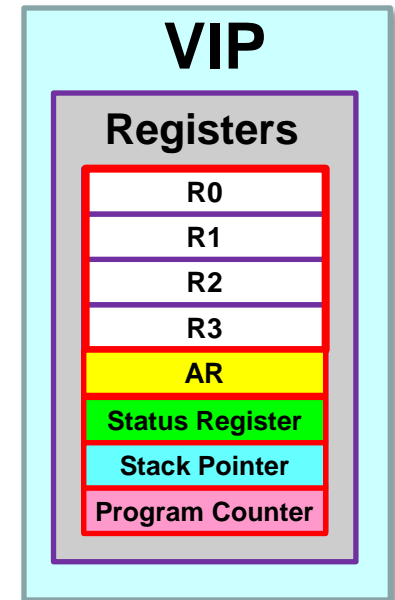 VIP
Registers
R0
R1
R2
R3
AR
Status Register
Stack Pointer
Program Counter